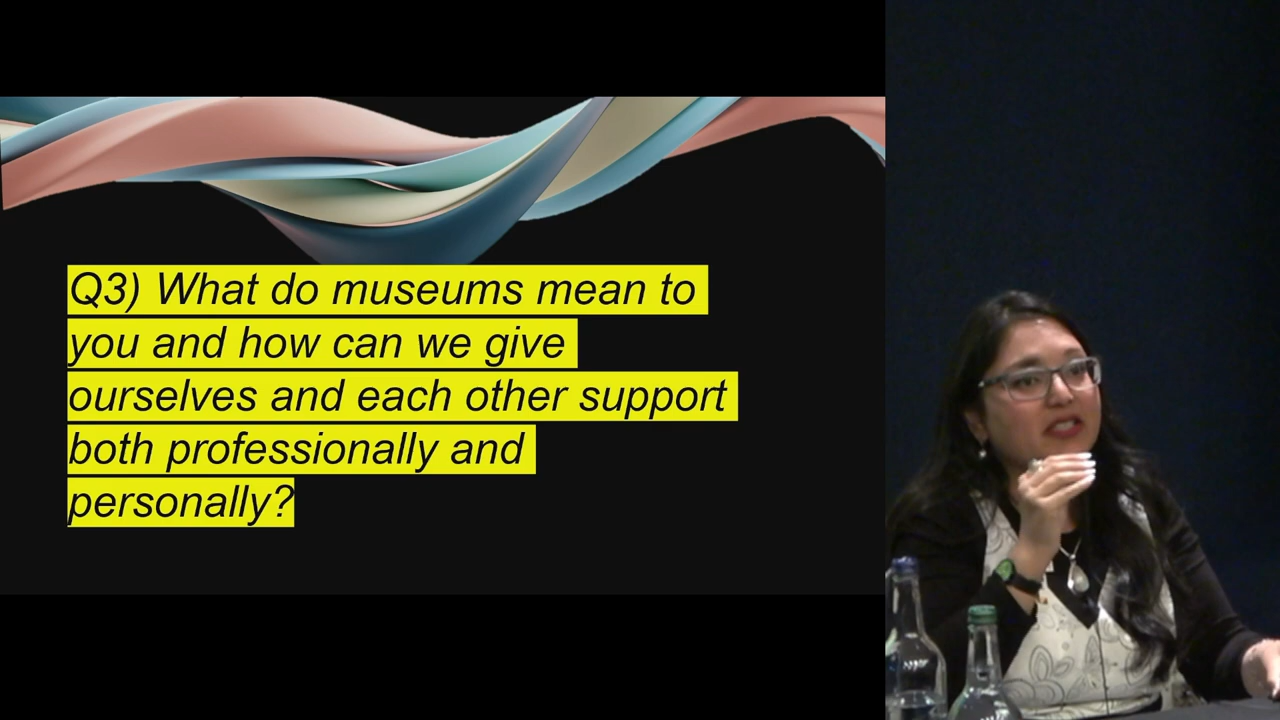 Q3) What do museums mean to
you and how can we give
ourselves and each other support
both professionally and
personally?